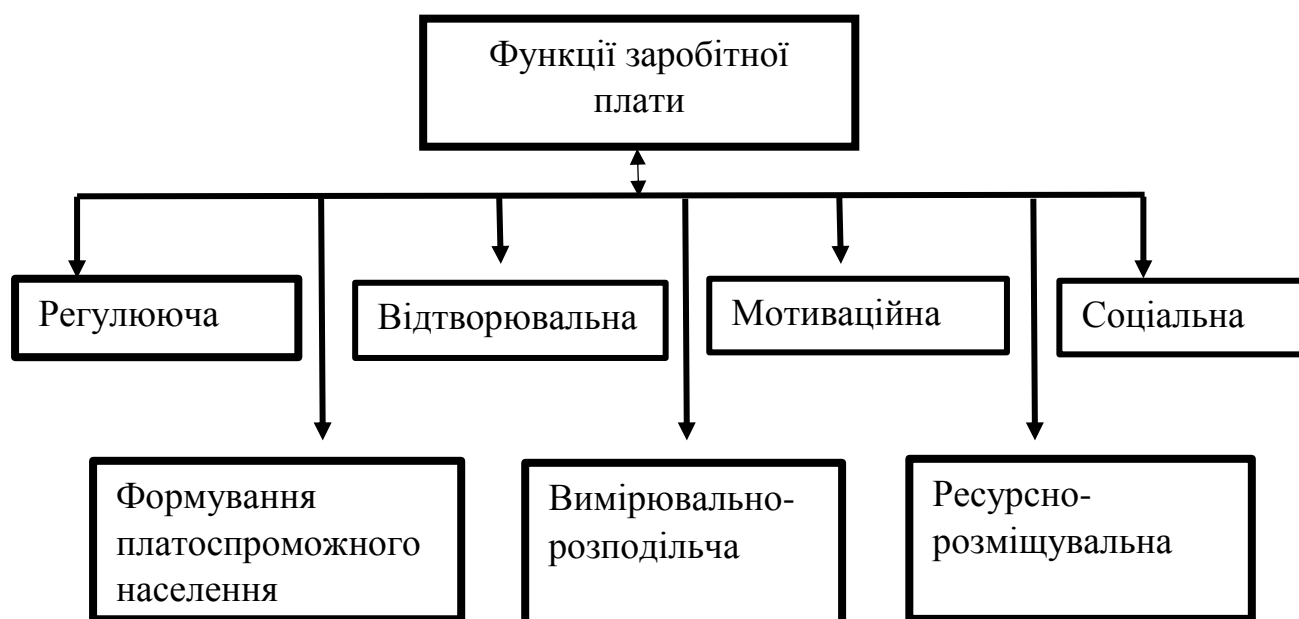 Функції заробітної
плати
Регулююча
Відтворювальна
Мотиваційна
Соціальна
Формування
платоспроможного
населення
Вимірювально-
розподільча
Ресурсно-
розміщувальна